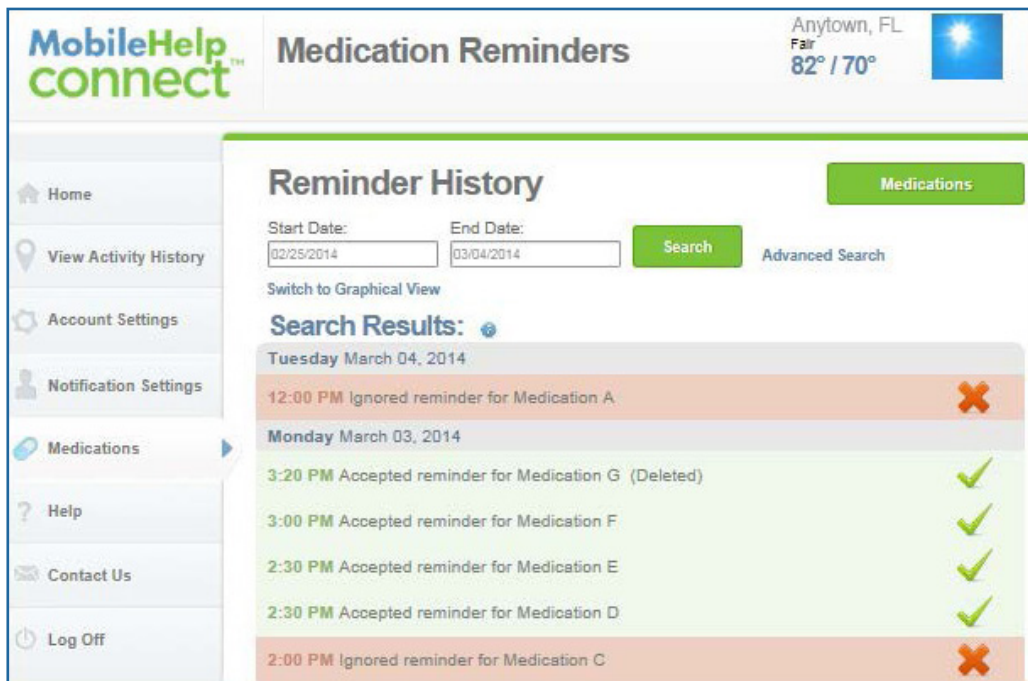 MobileHelp
connect™
Medication Reminders
Anytown, FL
Fair
82° / 70°
Home
View Activity History
Account Settings
Notification Settings
Medications
Help
Contact Us
Log Off
Reminder History
Medications
Start Date:
End Date:
02/25/2014
03/04/2014
Search
Advanced Search
Switch to Graphical View
Search Results:
Tuesday March 04, 2014
12:00 PM Ignored reminder for Medication A
Monday March 03, 2014
3:20 PM Accepted reminder for Medication G (Deleted)
3:00 PM Accepted reminder for Medication F
2:30 PM Accepted reminder for Medication E
2:30 PM Accepted reminder for Medication D
2:00 PM Ignored reminder for Medication C